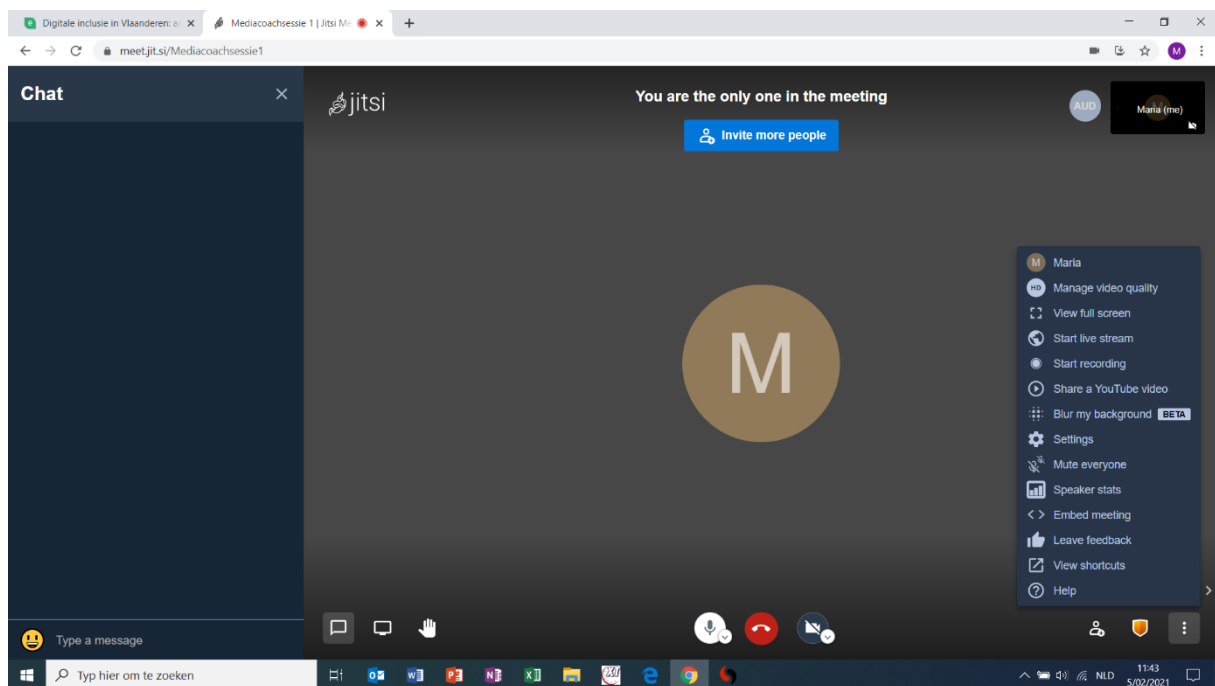 Digitale inclusie in Vlaanderen: a
Mediacoachsessie 1 | Jitsi Me
meet.jit.si/Mediacoachsessie1
M
Chat
jitsi
You are the only one in the meeting
Invite more people
AUD
Maria (me)
M
M
Maria
HD
Manage video quality
View full screen
Start live stream
Start recording
Share a YouTube video
Blur my background BETA
Settings
Mute everyone
Speaker stats
Embed meeting
Leave feedback
View shortcuts
Help
Type a message
Typ hier om te zoeken
NLD
11:43
5/02/2021